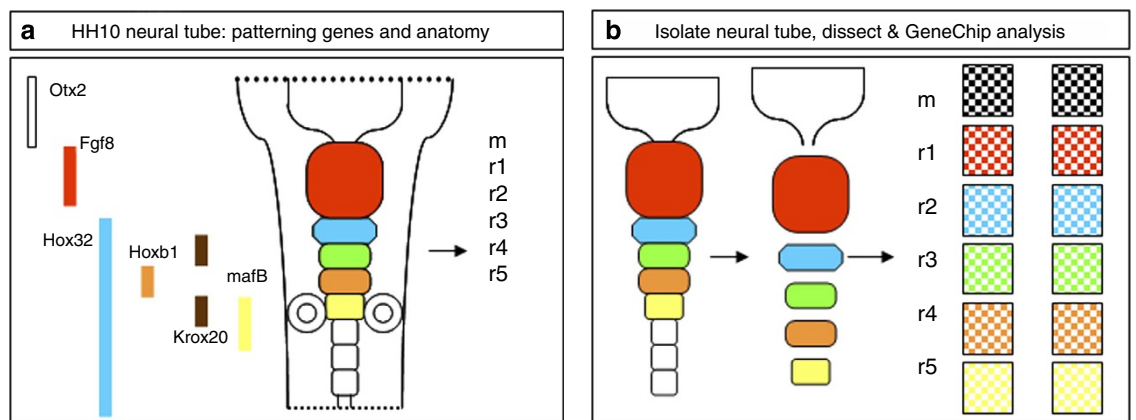 a HH10 neural tube: patterning genes and anatomy
Otx2
Fgf8
Hox32
Hoxb1
mafB
Krox20
m
r1
r2
r3
r4
r5
b Isolate neural tube, dissect & GeneChip analysis
m
r1
r2
r3
r4
r5